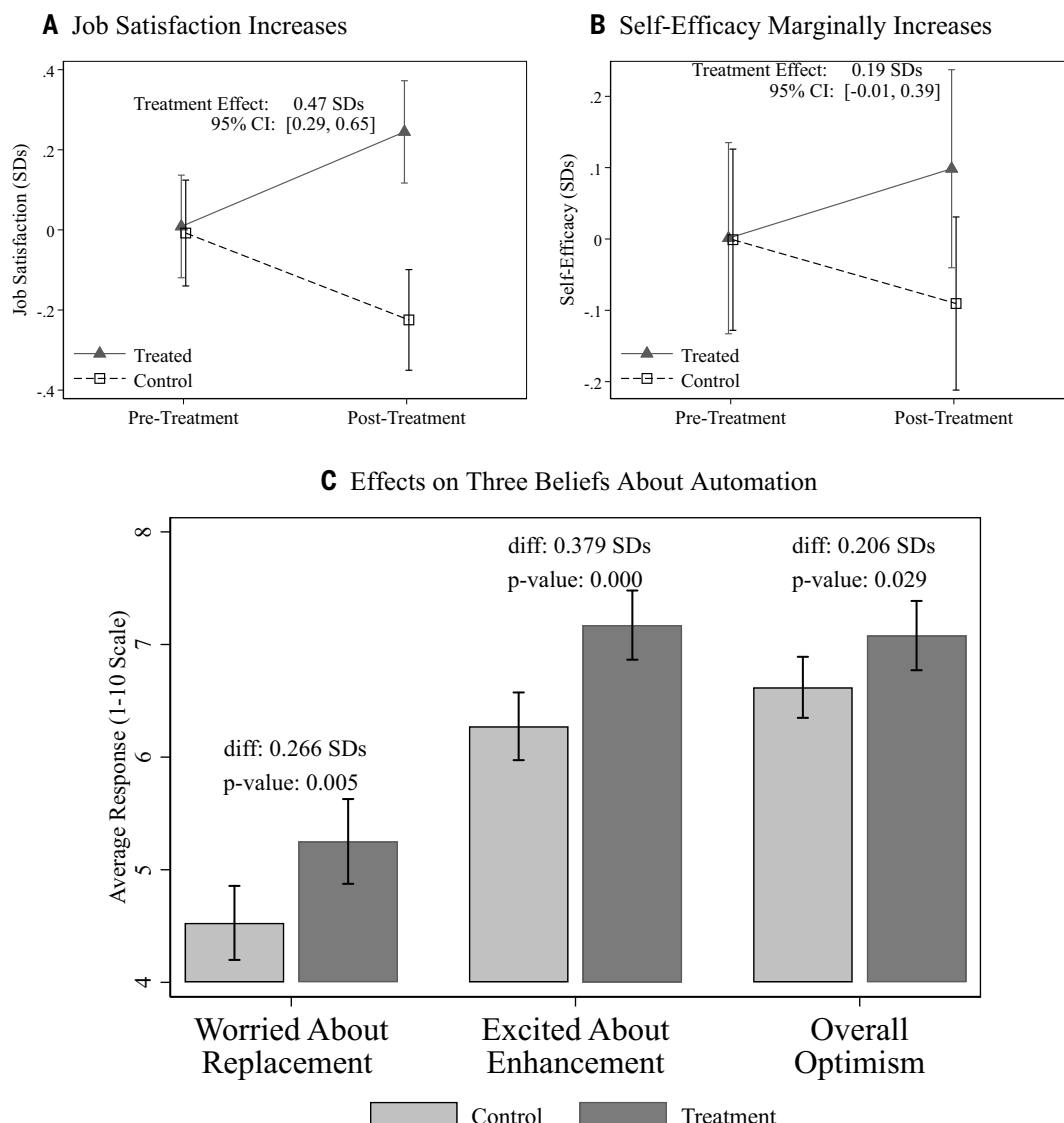 A Job Satisfaction Increases
Treatment Effect: 0.47 SDs
95% CI: [0.29, 0.65]
Job Satisfaction (SDs)
.4
.2
0
-.2
-.4
Treated
Control
Pre-Treatment
Post-Treatment
B Self-Efficacy Marginally Increases
Treatment Effect: 0.19 SDs
95% CI: [-0.01, 0.39]
Self-Efficacy (SDs)
.2
0.1
0
-0.1
-.2
Treated
Control
Pre-Treatment
Post-Treatment
C Effects on Three Beliefs About Automation
Average Response (1-10 Scale)
8
7
6
5
4
diff: 0.266 SDs
p-value: 0.005
diff: 0.379 SDs
p-value: 0.000
diff: 0.206 SDs
p-value: 0.029
Worried About
Replacement
Excited About
Enhancement
Overall
Optimism
Control
Treatment